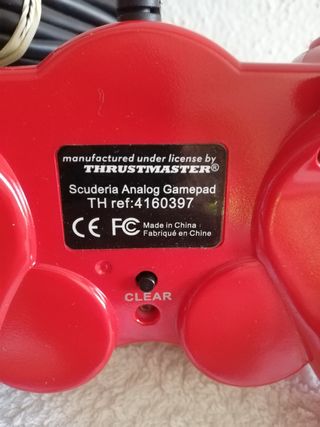 manufactured under license by
THRUSTMASTER®
Scuderia Analog Gamepad
TH ref:4160397
CE FC Made in China
Fabriqué en Chine
CLEAR